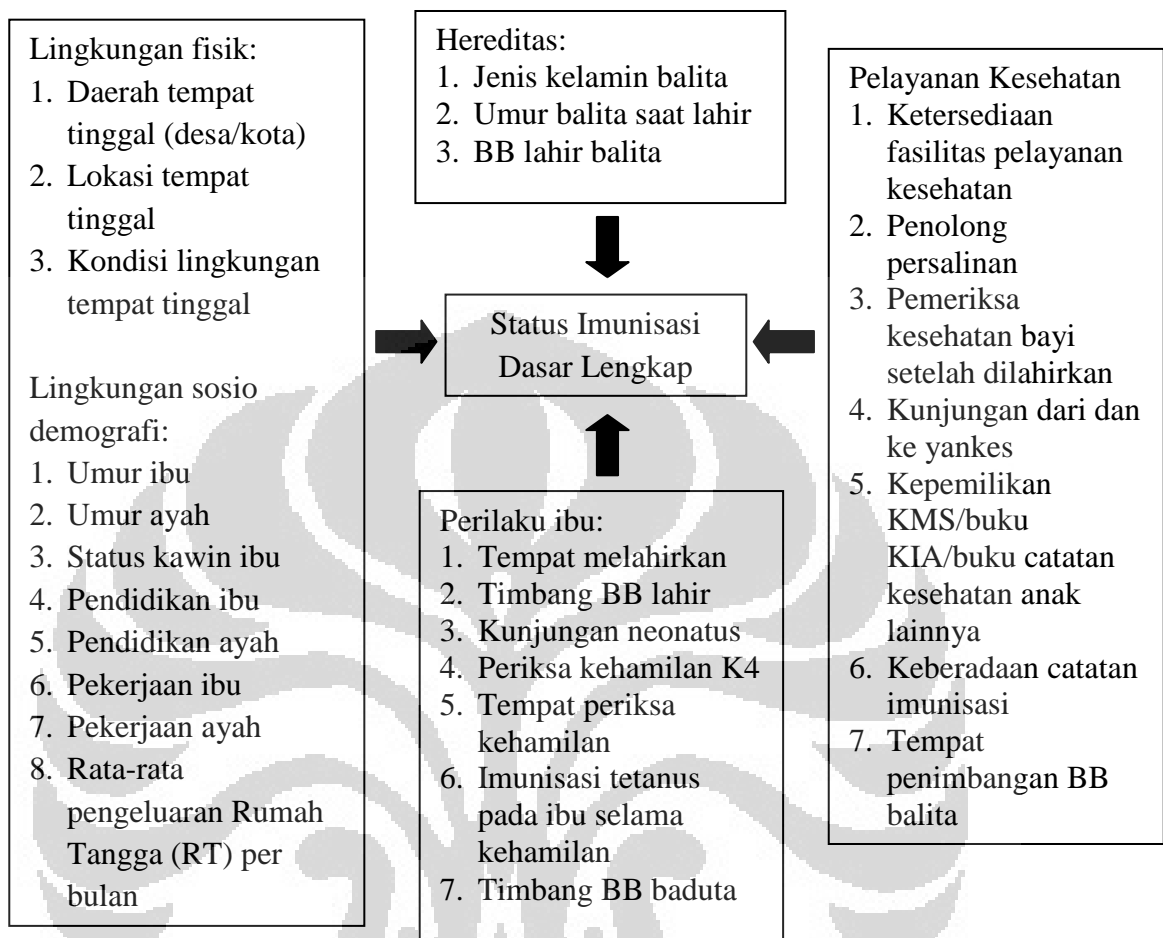 Lingkungan fisik:
1. Daerah tempat
tinggal (desa/kota)
2. Lokasi tempat
tinggal
3. Kondisi lingkungan
tempat tinggal
Lingkungan sosio
demografi:
1. Umur ibu
2. Umur ayah
3. Status kawin ibu
4. Pendidikan ibu
5. Pendidikan ayah
6. Pekerjaan ibu
7. Pekerjaan ayah
8. Rata-rata
pengeluaran Rumah
Tangga (RT) per
bulan
Hereditas:
1. Jenis kelamin balita
2. Umur balita saat lahir
3. BB lahir balita
Status Imunisasi
Dasar Lengkap
Perilaku ibu:
1. Tempat melahirkan
2. Timbang BB lahir
3. Kunjungan neonatus
4. Periksa kehamilan K4
5. Tempat periksa
kehamilan
6. Imunisasi tetanus
pada ibu selama
kehamilan
7. Timbang BB baduta
Pelayanan Kesehatan
1. Ketersediaan
fasilitas pelayanan
kesehatan
2. Penolong
persalinan
3. Pemeriksa
kesehatan bayi
setelah dilahirkan
4. Kunjungan dari dan
ke yankes
5. Kepemilikan
KMS/buku
KIA/buku catatan
kesehatan anak
lainnya
6. Keberadaan catatan
imunisasi
7. Tempat
penimbangan BB
balita